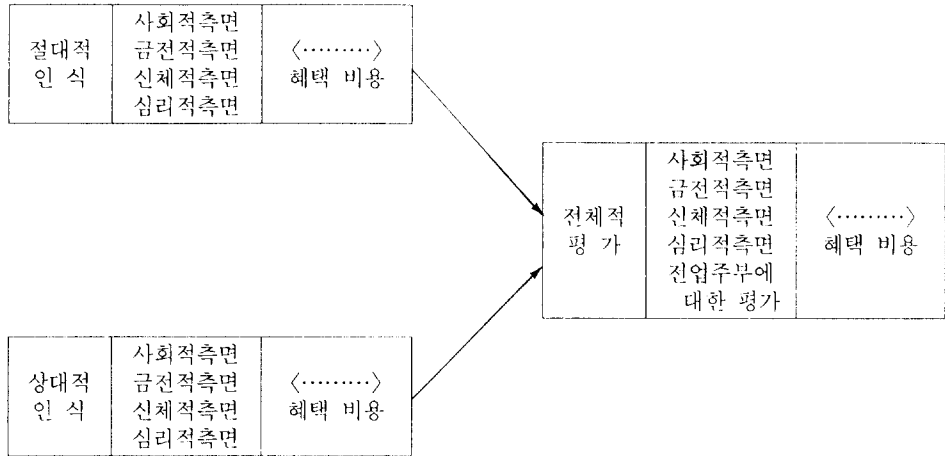 절대적
인 식
사회적측면
금전적측면
신체적측면
심리적측면
〈·········〉
혜택 비용
전체적
평 가
사회적측면
금전적측면
신체적측면
심리적측면
전업주부에
대한 평가
〈·········〉
혜택 비용
상대적
인 식
사회적측면
금전적측면
신체적측면
심리적측면
〈·········〉
혜택 비용